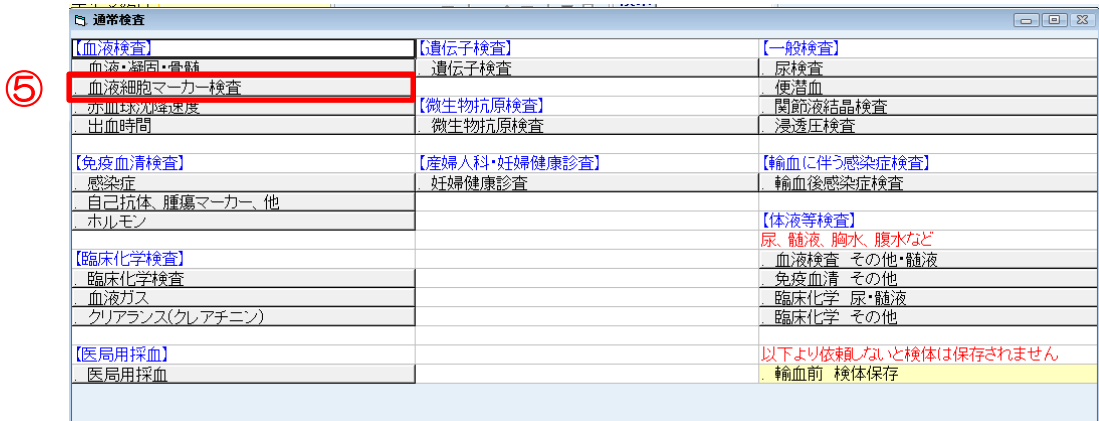 通常検査
⑤
【血液検査】
血液・凝固・骨髄
血液細胞マーカー検査
赤血球沈降速度
出血時間
【免疫血清検査】
感染症
自己抗体、腫瘍マーカー、他
ホルモン
【臨床化学検査】
臨床化学検査
血液ガス
クリアランス(クレアチニン)
【医局用採血】
医局用採血
【遺伝子検査】
遺伝子検査
【微生物抗原検査】
微生物抗原検査
【産婦人科・妊婦健康診査】
妊婦健康診査
【一般検査】
尿検査
便潜血
関節液結晶検査
浸透圧検査
【輸血に伴う感染症検査】
輸血後感染症検査
【体液等検査】
尿、髄液、胸水、腹水など
血液検査 その他・髄液
免疫血清 その他
臨床化学 尿・髄液
臨床化学 その他
以下より依頼しないと検体は保存されません
輸血前 検体保存